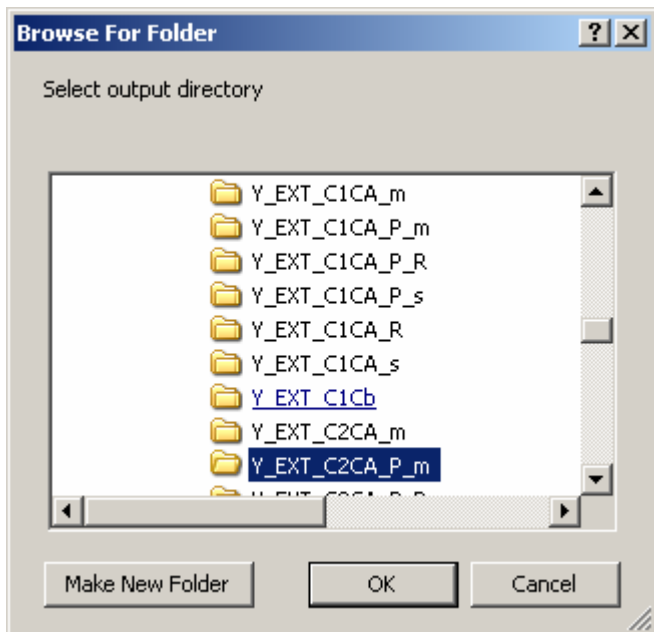 Browse For Folder
Select output directory
Y_EXT_C1CA_m
Y_EXT_C1CA_P_m
Y_EXT_C1CA_P_R
Y_EXT_C1CA_P_s
Y_EXT_C1CA_R
Y_EXT_C1CA_s
Y_EXT_C1Cb
Y_EXT_C2CA_m
Y_EXT_C2CA_P_m
Make New Folder
OK
Cancel